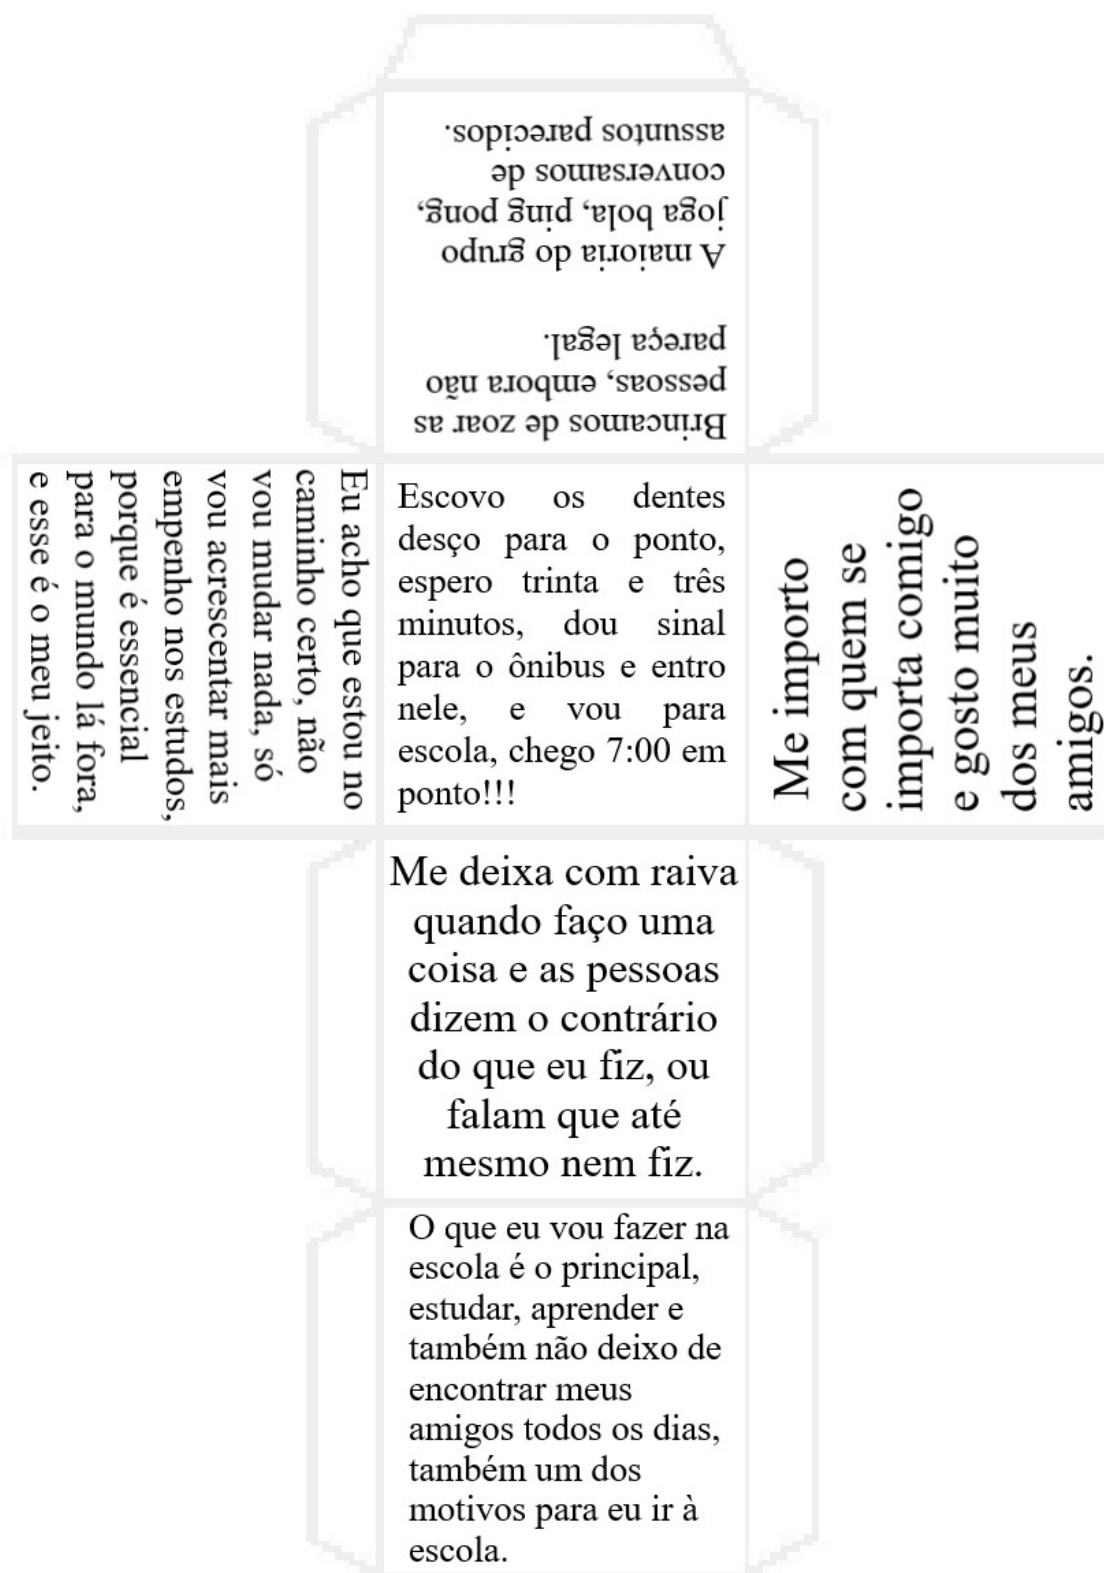 Brincamos de zoar as
pessoas, embora não
pareça legal.
A maioria do grupo
joga bola, ping pong,
conversamos de
assuntos parecidos.
Eu acho que estou no
caminho certo, não
vou mudar nada, só
vou acrescentar mais
empenho nos estudos,
porque é essencial
para o mundo lá fora,
e esse é o meu jeito.
Escovo os dentes
desço para o ponto,
espero trinta e três
minutos, dou sinal
para o ônibus e entro
nele, e vou para
escola, chego 7:00 em
ponto!!!
Me importo
com quem se
importa comigo
e gosto muito
dos meus
amigos.
Me deixa com raiva
quando faço uma
coisa e as pessoas
dizem o contrário
do que eu fiz, ou
falam que até
mesmo nem fiz.
O que eu vou fazer na
escola é o principal,
estudar, aprender e
também não deixo de
encontrar meus
amigos todos os dias,
também um dos
motivos para eu ir à
escola.